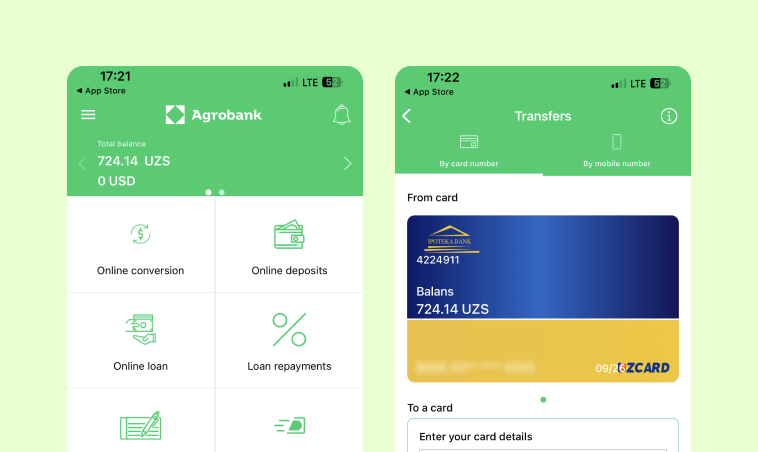 17:21
LTE 52
◀ App Store
Agrobank
Total balance
724.14 UZS
0 USD
Online conversion
Online deposits
Online loan
Loan repayments
17:22
LTE 52
◀ App Store
Transfers
By card number
By mobile number
From card
IPOTEKA BANK
4224911
Balans
724.14 UZS
09/26
UZCARD
To a card
Enter your card details